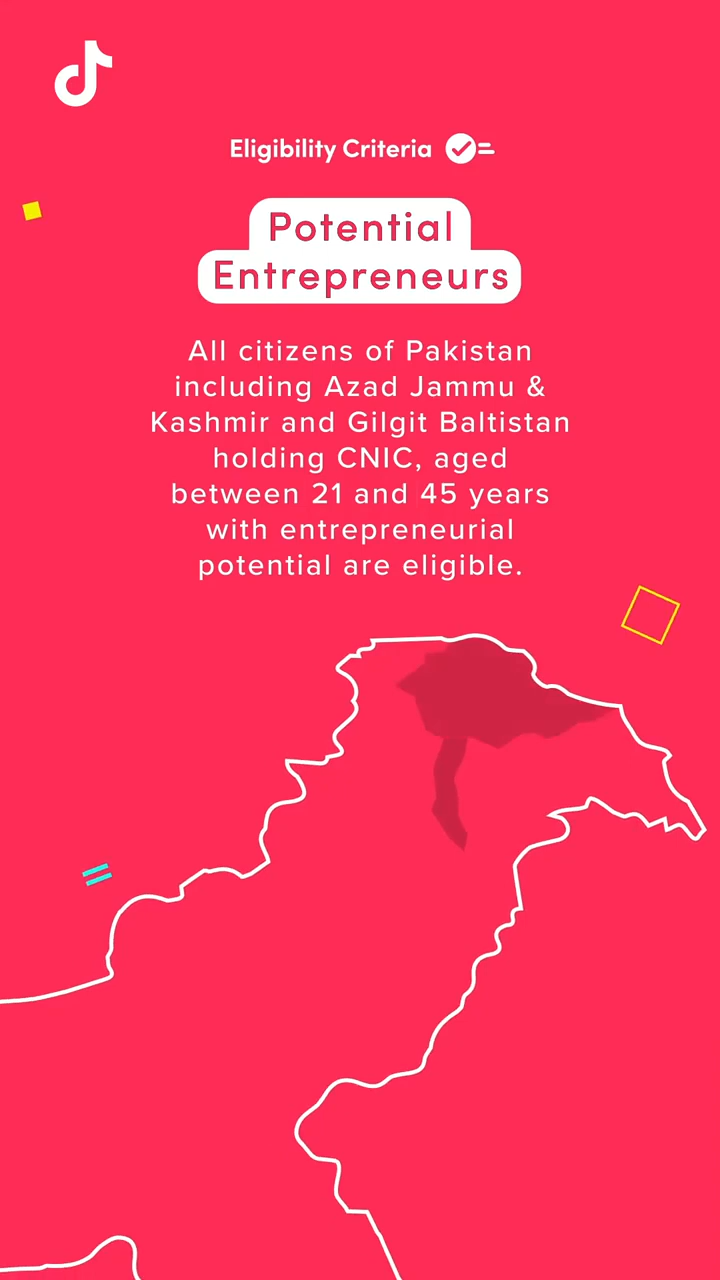 Eligibility Criteria
Potential
Entrepreneurs
All citizens of Pakistan
including Azad Jammu &
Kashmir and Gilgit Baltistan
holding CNIC, aged
between 21 and 45 years
with entrepreneurial
potential are eligible.